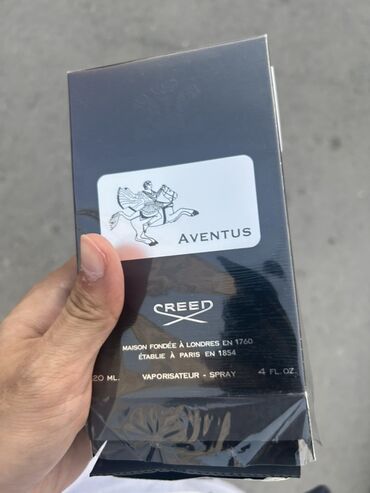 AVENTUS
CREED
MAISON FONDÉE À LONDRES EN 1760
ÉTABLIE À PARIS EN 1854
20 ML. VAPORISATEUR - SPRAY 4 FL. OZ.